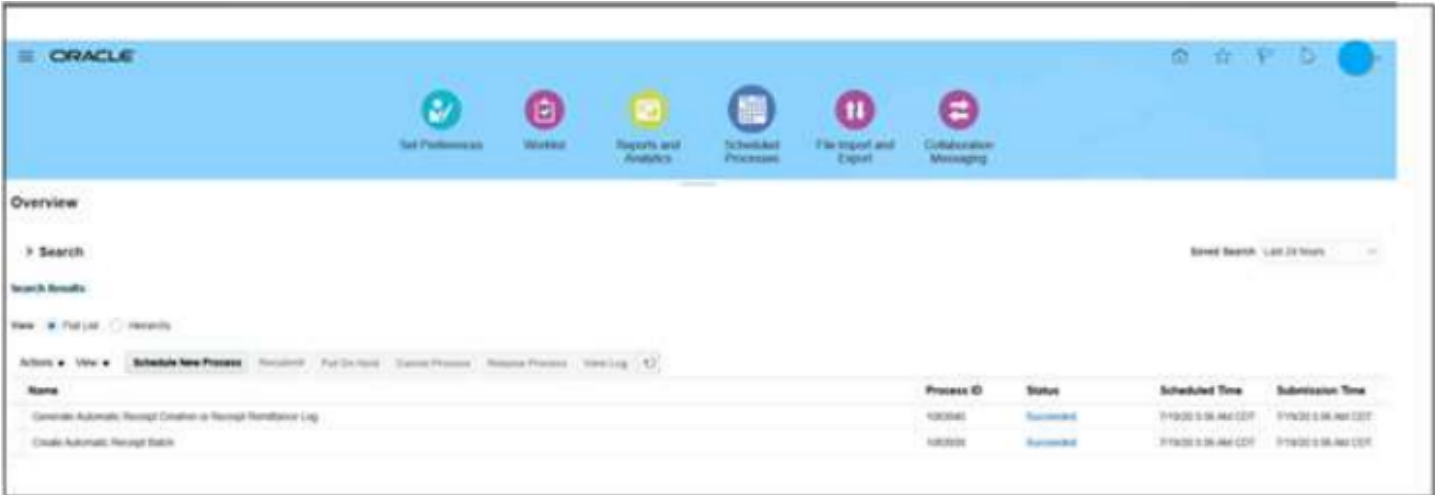 ORACLE
Set Preferences
Worklist
Reports and Analytics
Scheduled Processes
File Import and Export
Collaboration Messaging
Overview
Search
Saved Search Last 24 hours
Search Results
View Flat List Hierarchy
Actions View Schedule New Process Resubmit Put On Hold Cancel Process Release Process View Log
Name Process ID Status Scheduled Time Submission Time
Generate Automatic Receipt Creation or Receipt Remittance Log Succeeded
Create Automatic Receipt Batch Succeeded